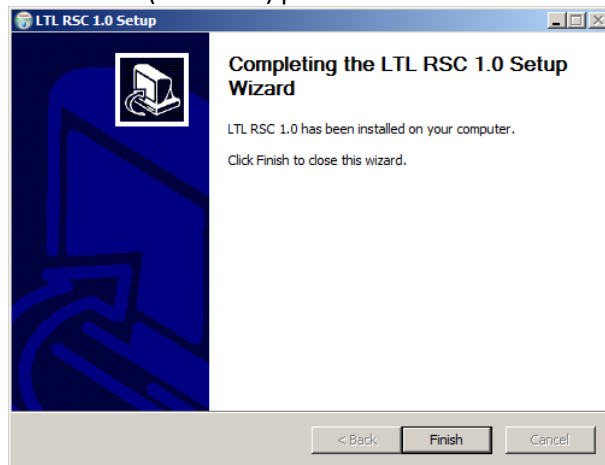 LTL RSC 1.0 Setup
Completing the LTL RSC 1.0 Setup
Wizard
LTL RSC 1.0 has been installed on your computer.
Click Finish to close this wizard.
< Back
Finish
Cancel